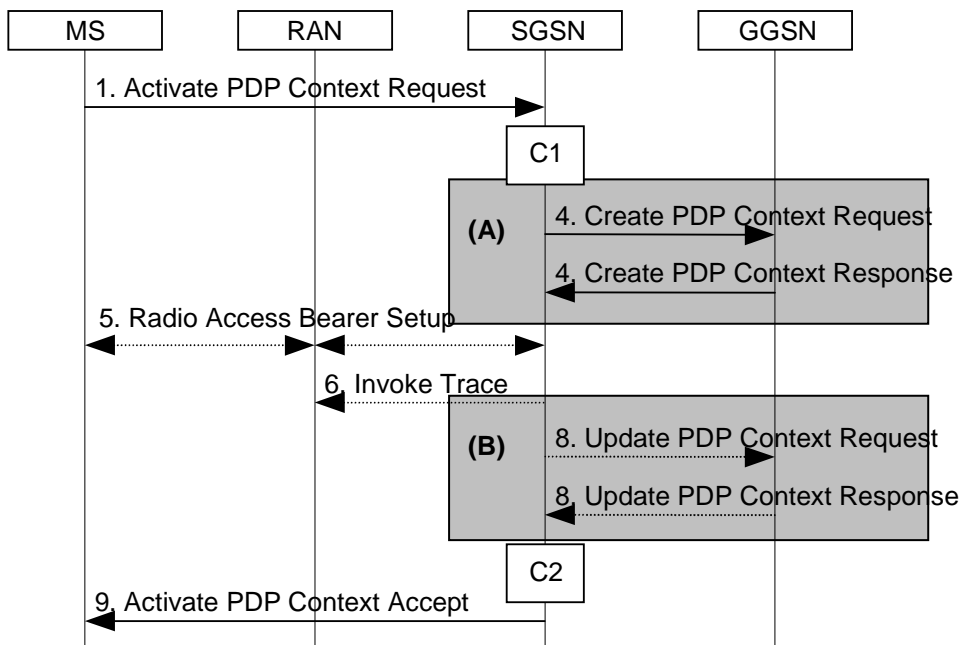 MS
RAN
SGSN
GGSN
1. Activate PDP Context Request
C1
(A)
4. Create PDP Context Request
4. Create PDP Context Response
5. Radio Access Bearer Setup
6. Invoke Trace
(B)
8. Update PDP Context Request
8. Update PDP Context Response
C2
9. Activate PDP Context Accept